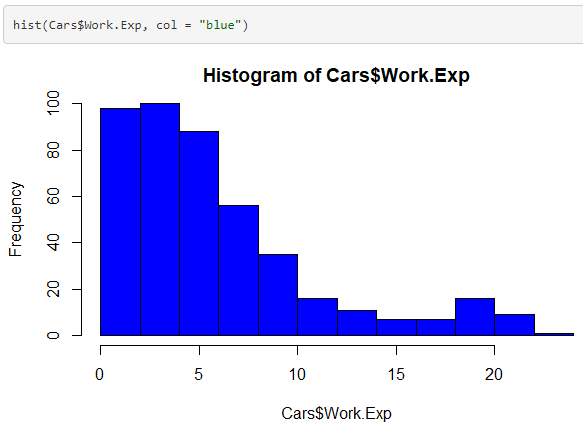 hist(Cars$Work.Exp, col = "blue")
Histogram of Cars$Work.Exp
Frequency
100
80
60
40
20
0
0 5 10 15 20
Cars$Work.Exp